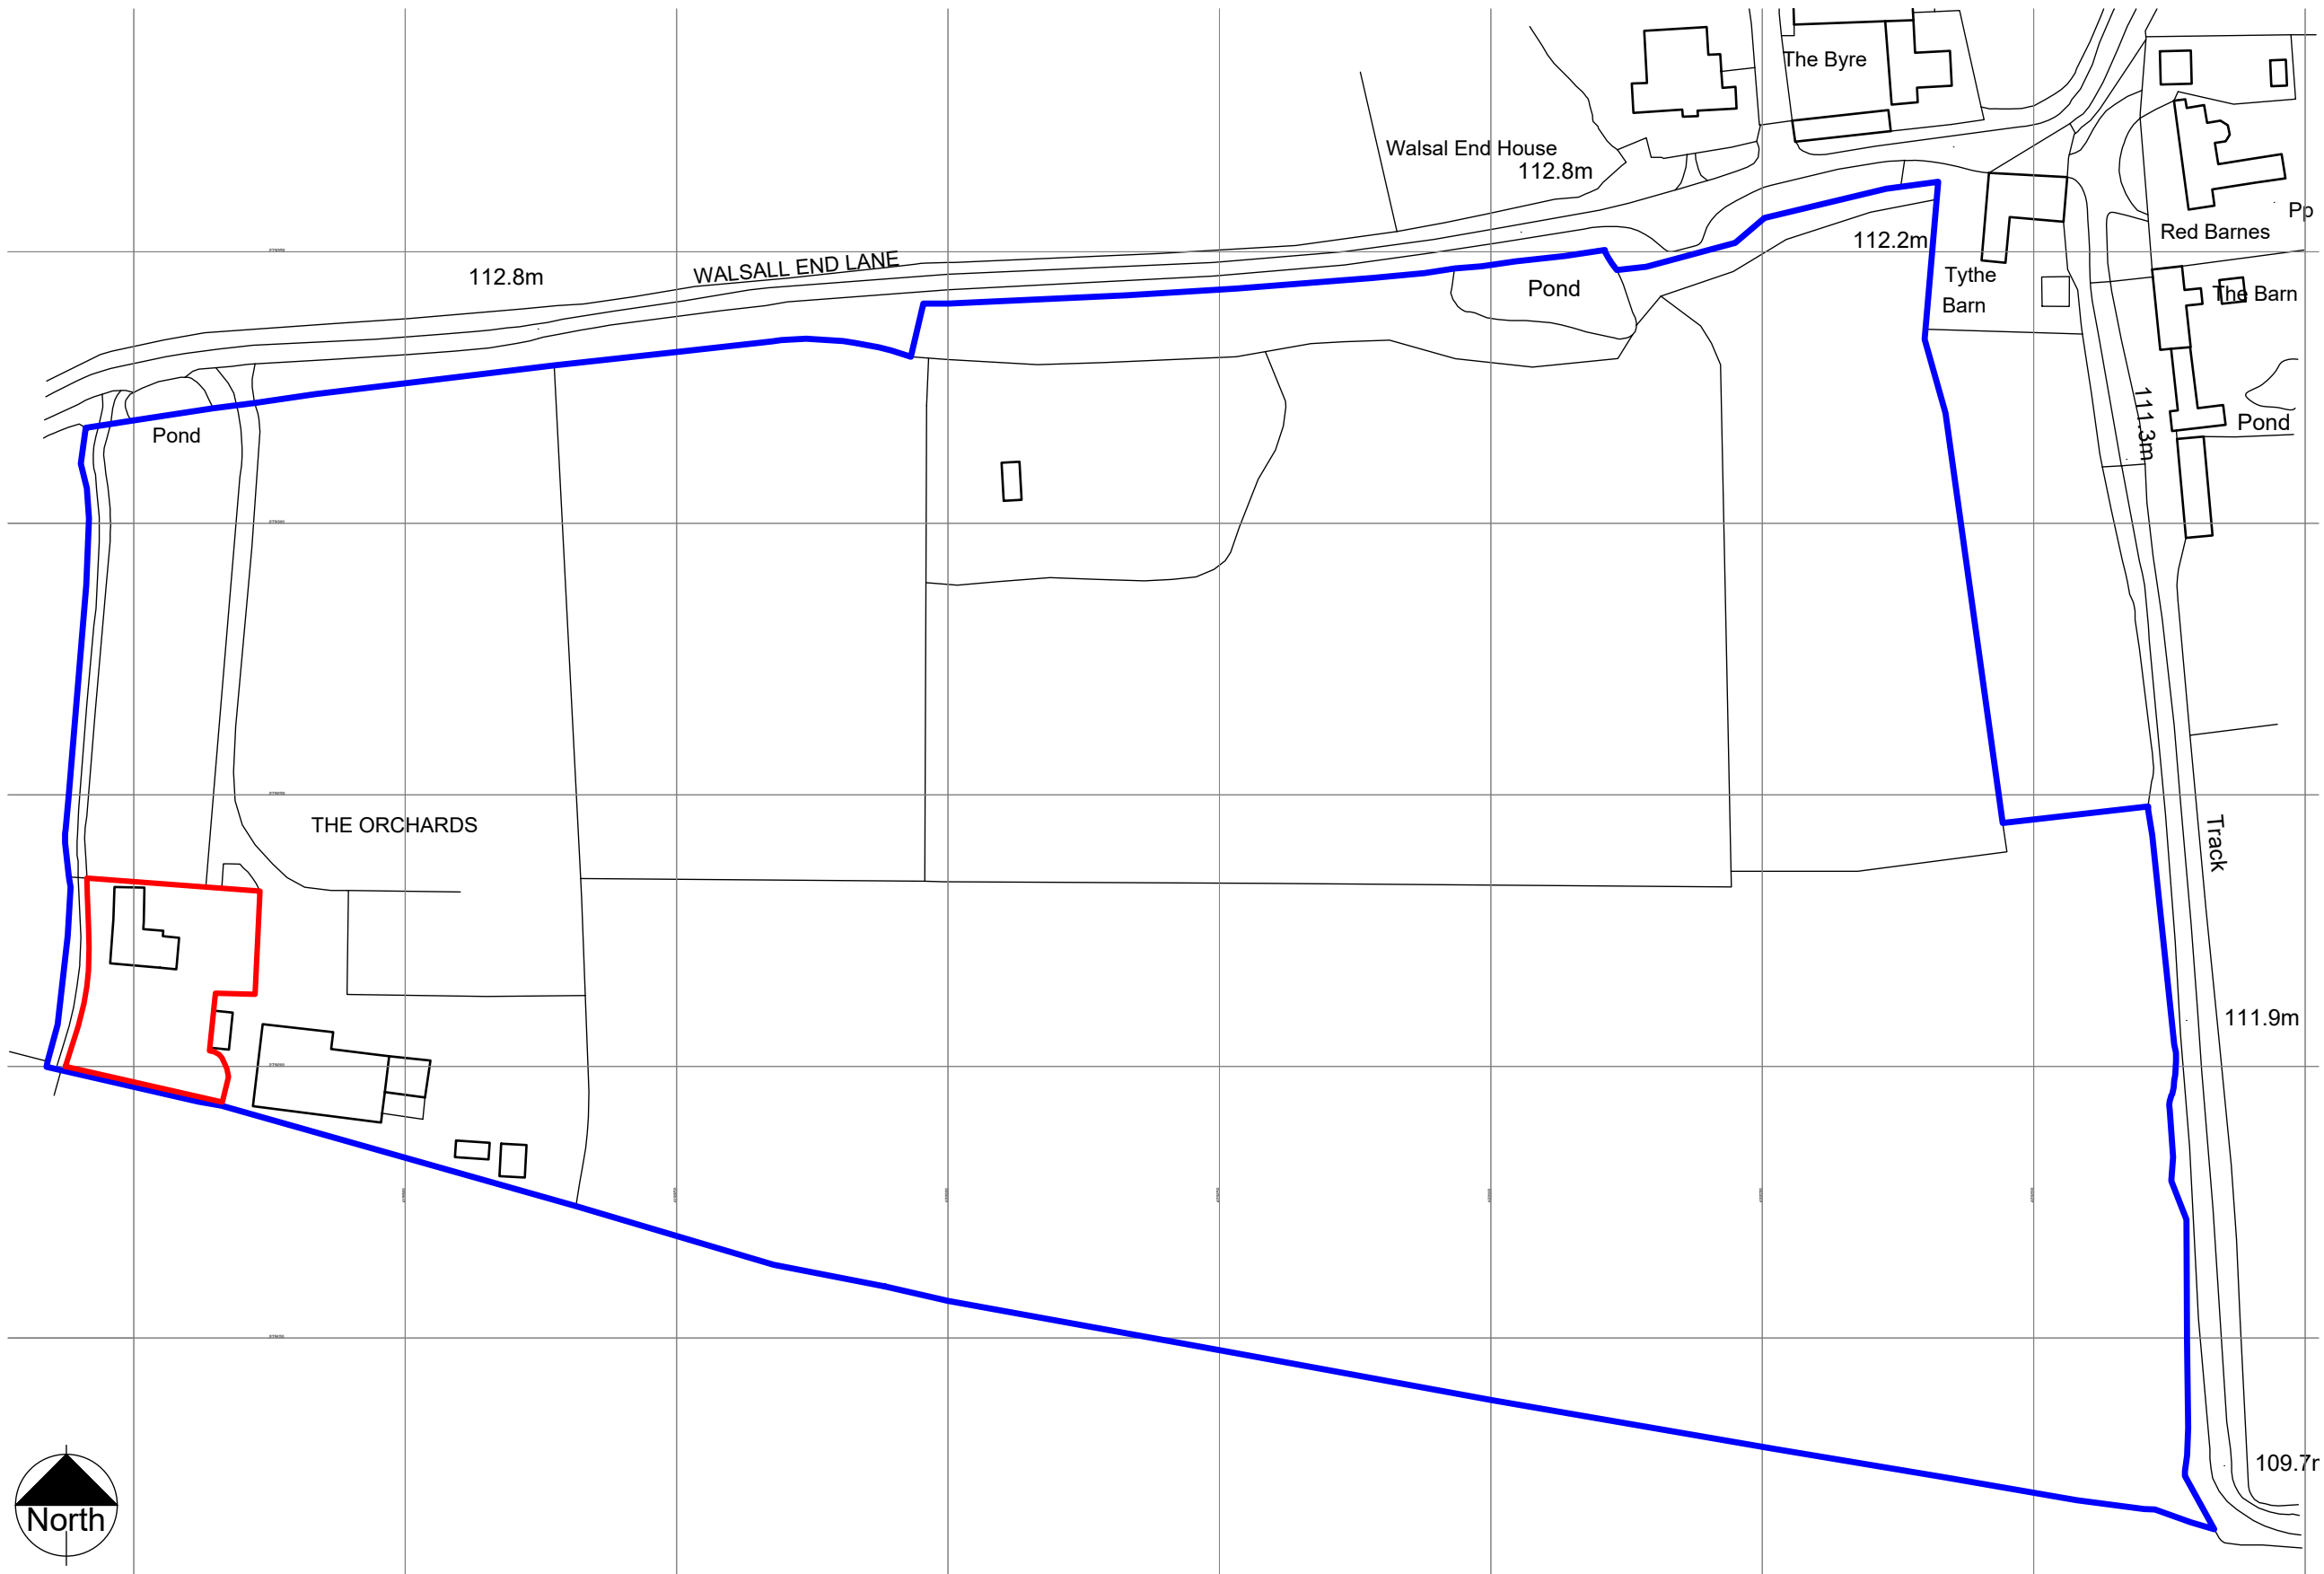 The Byre
Walsal End House
112.8m
Pp
Red Barnes
112.2m
WALSALL END LANE
112.8m
Tythe
Barn
The Barn
Pond
111.3m
Pond
Pond
THE ORCHARDS
Track
111.9m
109.7
North